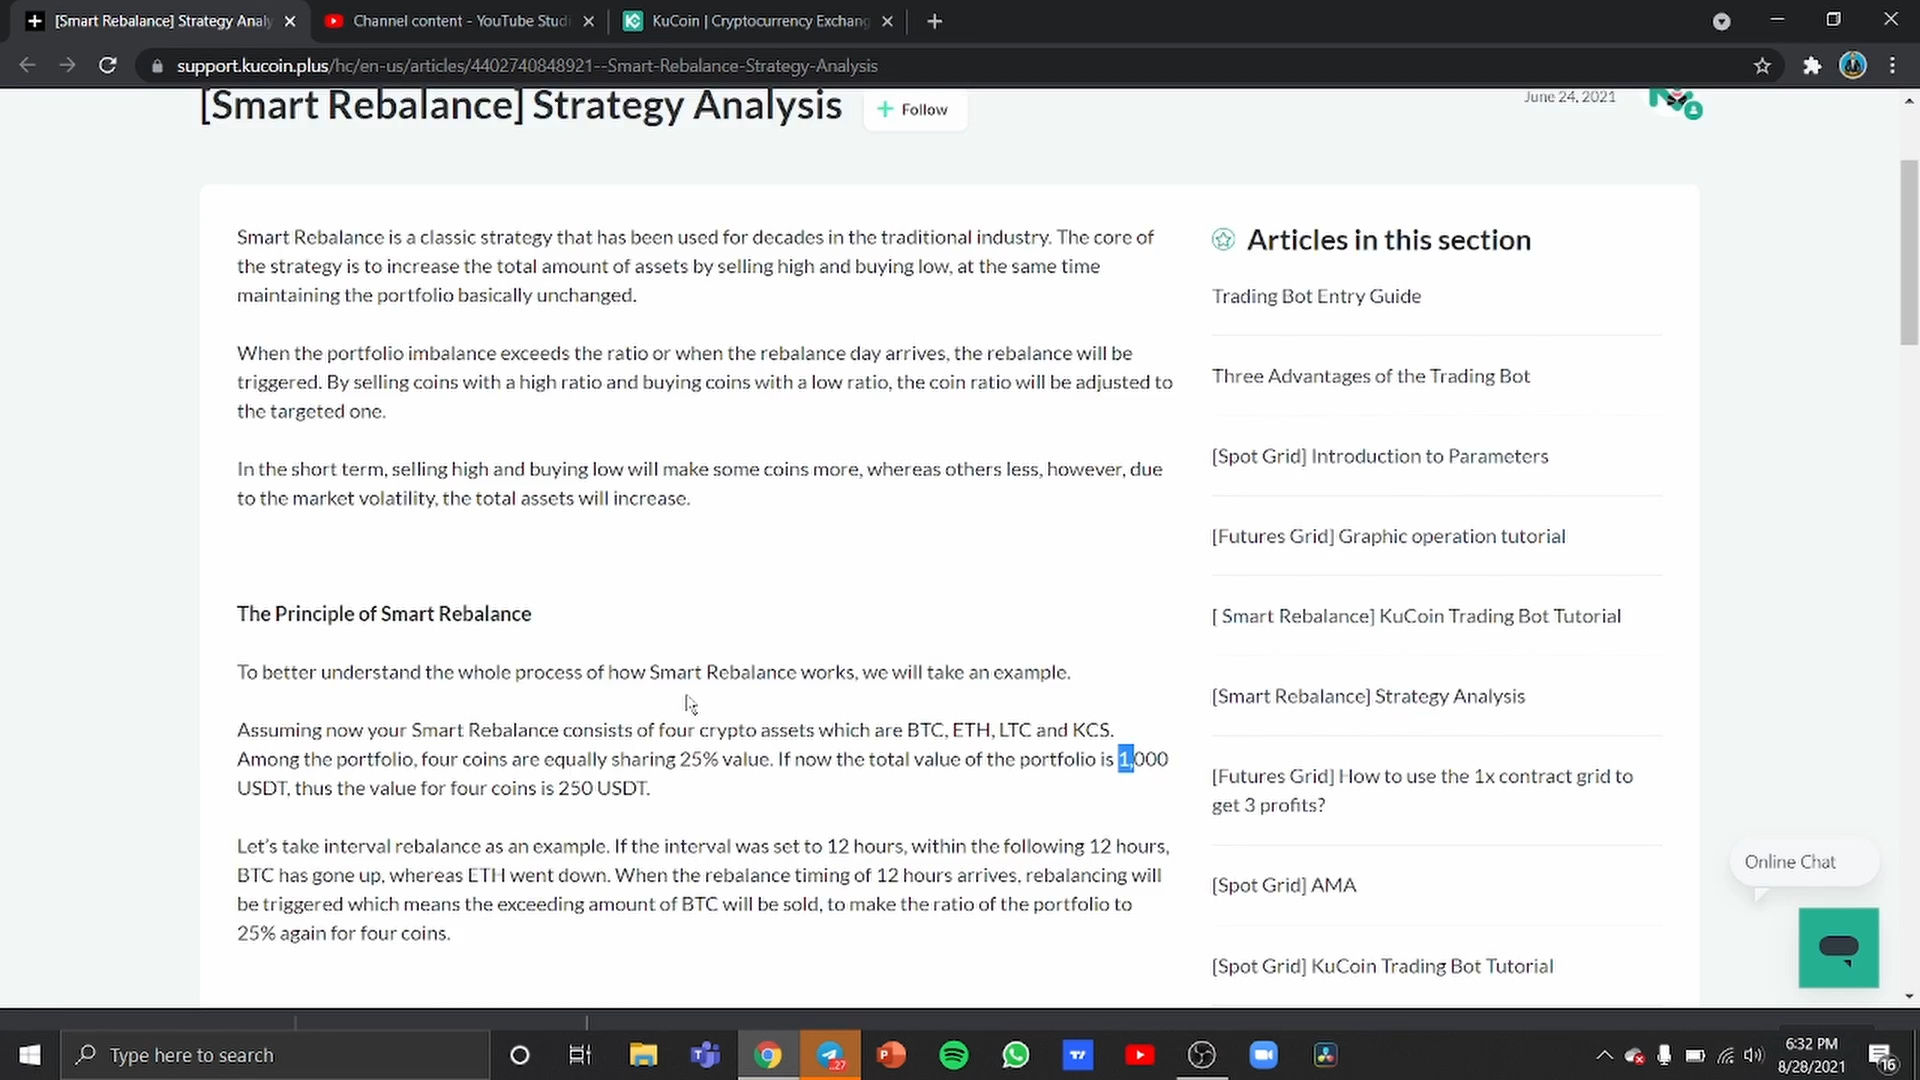 [Smart Rebalance] Strategy Analy
Channel content - YouTube Studi
KuCoin | Cryptocurrency Exchang
support.kucoin.plus/hc/en-us/articles/4402740848921--Smart-Rebalance-Strategy-Analysis
[Smart Rebalance] Strategy Analysis
+ Follow
June 24, 2021
Smart Rebalance is a classic strategy that has been used for decades in the traditional industry. The core of
the strategy is to increase the total amount of assets by selling high and buying low, at the same time
maintaining the portfolio basically unchanged.
When the portfolio imbalance exceeds the ratio or when the rebalance day arrives, the rebalance will be
triggered. By selling coins with a high ratio and buying coins with a low ratio, the coin ratio will be adjusted to
the targeted one.
In the short term, selling high and buying low will make some coins more, whereas others less, however, due
to the market volatility, the total assets will increase.
The Principle of Smart Rebalance
To better understand the whole process of how Smart Rebalance works, we will take an example.
Assuming now your Smart Rebalance consists of four crypto assets which are BTC, ETH, LTC and KCS.
Among the portfolio, four coins are equally sharing 25% value. If now the total value of the portfolio is 1,000
USDT, thus the value for four coins is 250 USDT.
Let's take interval rebalance as an example. If the interval was set to 12 hours, within the following 12 hours,
BTC has gone up, whereas ETH went down. When the rebalance timing of 12 hours arrives, rebalancing will
be triggered which means the exceeding amount of BTC will be sold, to make the ratio of the portfolio to
25% again for four coins.
Articles in this section
Trading Bot Entry Guide
Three Advantages of the Trading Bot
[Spot Grid] Introduction to Parameters
[Futures Grid] Graphic operation tutorial
[ Smart Rebalance] KuCoin Trading Bot Tutorial
[Smart Rebalance] Strategy Analysis
[Futures Grid] How to use the 1x contract grid to
get 3 profits?
[Spot Grid] AMA
[Spot Grid] KuCoin Trading Bot Tutorial
Online Chat
Type here to search
27
6:32 PM
8/28/2021
16